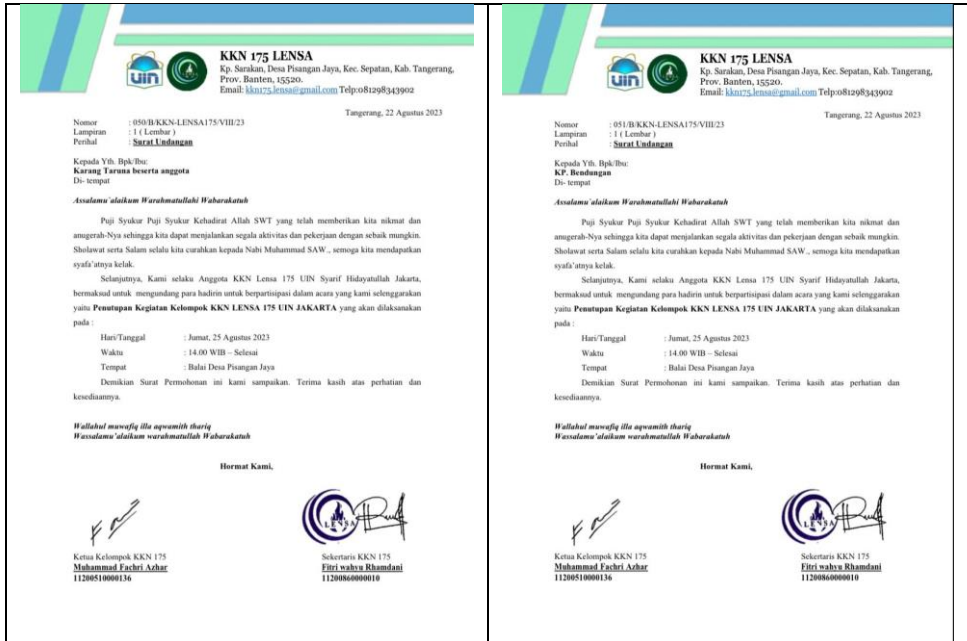 KKN 175 LENSA
Kp. Sarakan, Desa Pisangan Jaya, Kec. Sepatan, Kab. Tangerang,
Prov. Banten, 15520.
Email: kkn175.lensa@gmail.com Telp:081298343902
Tangerang, 22 Agustus 2023
Nomor : 050/B/KKN-LENSA175/VIII/23
Lampiran : 1 ( Lembar )
Perihal : Surat Undangan
Kepada Yth. Bpk/Ibu:
Karang Taruna beserta anggota
Di- tempat
Assalamu`alaikum Warahmatullahi Wabarakatuh
Puji Syukur Puji Syukur Kehadirat Allah SWT yang telah memberikan kita nikmat dan
anugerah-Nya sehingga kita dapat menjalankan segala aktivitas dan pekerjaan dengan sebaik mungkin.
Sholawat serta Salam selalu kita curahkan kepada Nabi Muhammad SAW., semoga kita mendapatkan
syafa'atnya kelak.
Selanjutnya, Kami selaku Anggota KKN Lensa 175 UIN Syarif Hidayatullah Jakarta,
bermaksud untuk mengundang para hadirin untuk berpartisipasi dalam acara yang kami selenggarakan
yaitu Penutupan Kegiatan Kelompok KKN LENSA 175 UIN JAKARTA yang akan dilaksanakan
pada :
Hari/Tanggal : Jumat, 25 Agustus 2023
Waktu : 14.00 WIB – Selesai
Tempat : Balai Desa Pisangan Jaya
Demikian Surat Permohonan ini kami sampaikan. Terima kasih atas perhatian dan
kesediaannya.
Wallahul muwafiq illa aqwamith thariq
Wassalamu'alaikum warahmatullah Wabarakatuh
Hormat Kami,
LENSA
Ketua Kelompok KKN 175
Muhammad Fachri Azhar
11200510000136
Sekertaris KKN 175
Fitri wahyu Rhamdani
11200860000010
KKN 175 LENSA
Kp. Sarakan, Desa Pisangan Jaya, Kec. Sepatan, Kab. Tangerang,
Prov. Banten, 15520.
Email: kkn175.lensa@gmail.com Telp:081298343902
Tangerang, 22 Agustus 2023
Nomor : 051/B/KKN-LENSA175/VIII/23
Lampiran : 1 ( Lembar )
Perihal : Surat Undangan
Kepada Yth. Bpk/Ibu:
KP. Bendungan
Di- tempat
Assalamu`alaikum Warahmatullahi Wabarakatuh
Puji Syukur Puji Syukur Kehadirat Allah SWT yang telah memberikan kita nikmat dan
anugerah-Nya sehingga kita dapat menjalankan segala aktivitas dan pekerjaan dengan sebaik mungkin.
Sholawat serta Salam selalu kita curahkan kepada Nabi Muhammad SAW., semoga kita mendapatkan
syafa'atnya kelak.
Selanjutnya, Kami selaku Anggota KKN Lensa 175 UIN Syarif Hidayatullah Jakarta,
bermaksud untuk mengundang para hadirin untuk berpartisipasi dalam acara yang kami selenggarakan
yaitu Penutupan Kegiatan Kelompok KKN LENSA 175 UIN JAKARTA yang akan dilaksanakan
pada :
Hari/Tanggal : Jumat, 25 Agustus 2023
Waktu : 14.00 WIB – Selesai
Tempat : Balai Desa Pisangan Jaya
Demikian Surat Permohonan ini kami sampaikan. Terima kasih atas perhatian dan
kesediaannya.
Wallahul muwafiq illa aqwamith thariq
Wassalamu'alaikum warahmatullah Wabarakatuh
Hormat Kami,
LENSA
Ketua Kelompok KKN 175
Muhammad Fachri Azhar
11200510000136
Sekertaris KKN 175
Fitri wahyu Rhamdani
11200860000010